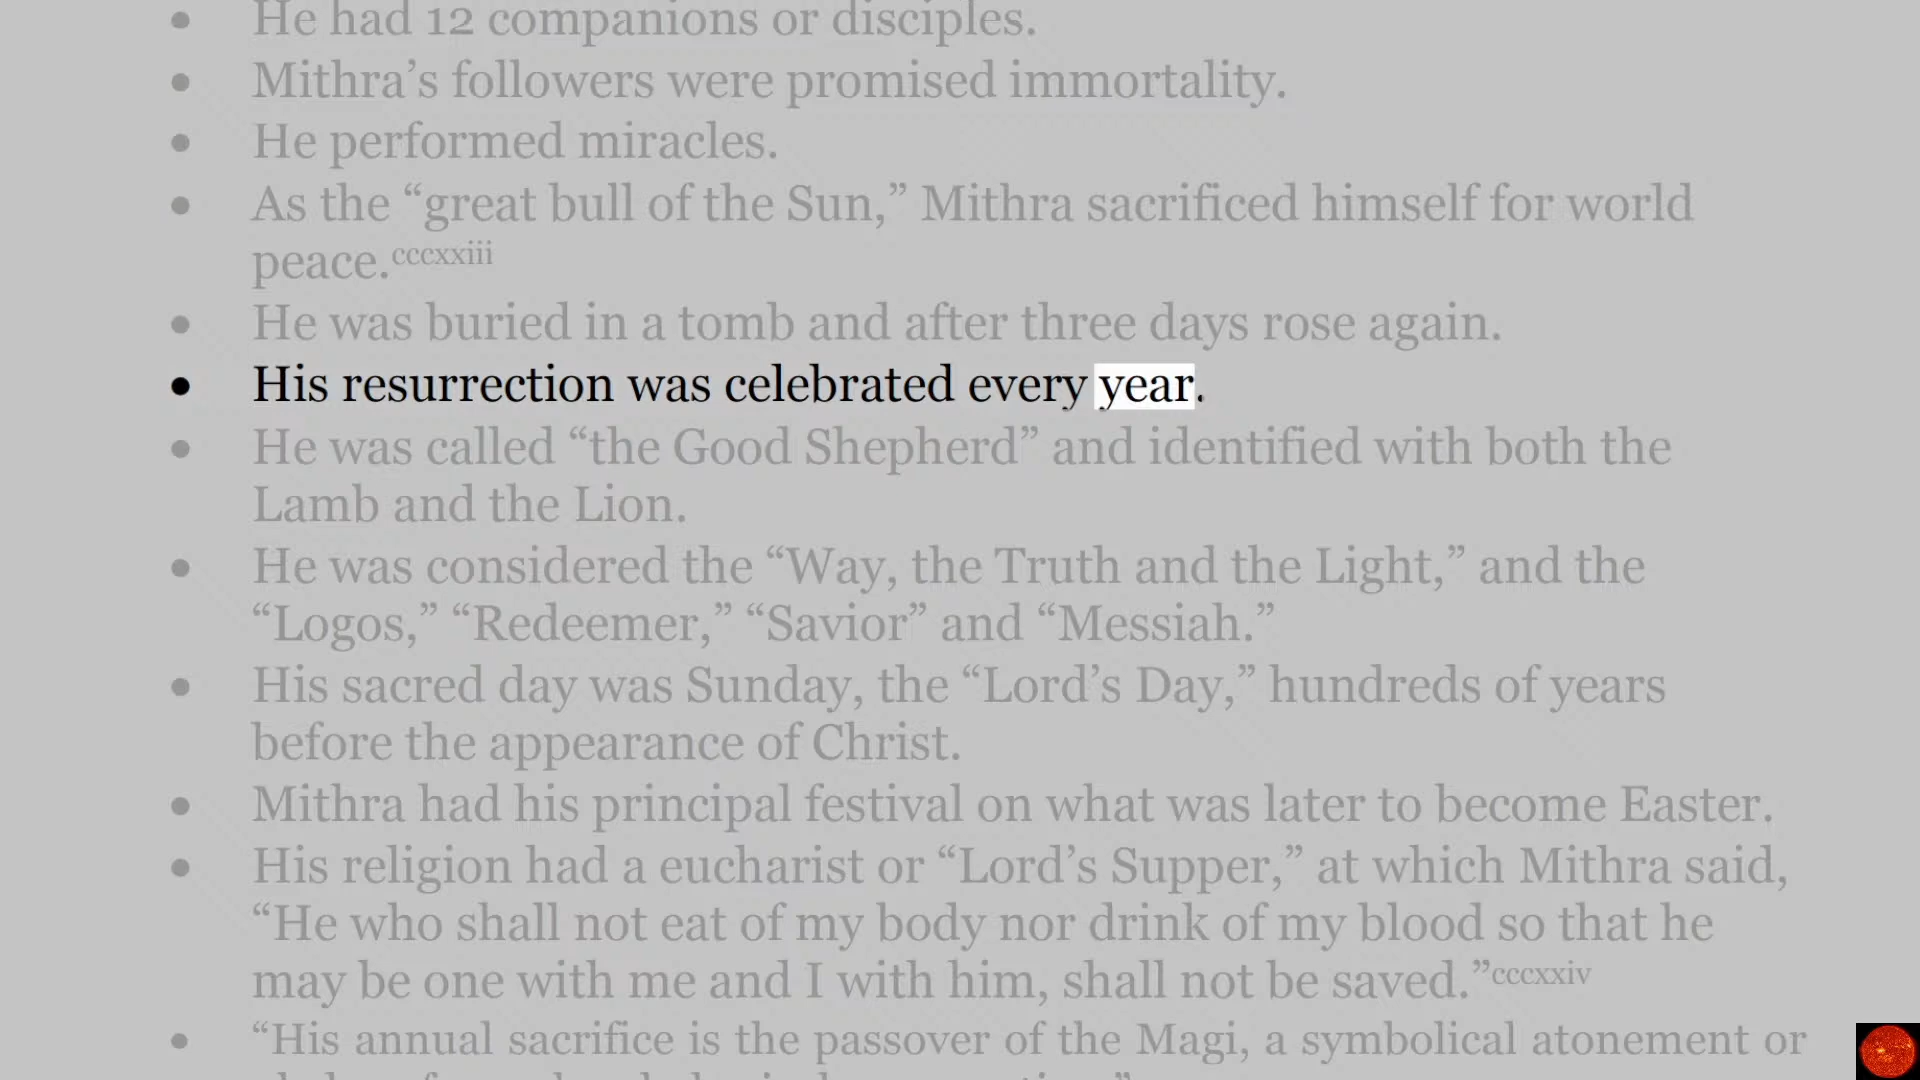 • He had 12 companions or disciples.
• Mithra’s followers were promised immortality.
• He performed miracles.
• As the “great bull of the Sun,” Mithra sacrificed himself for world
peace.cccxxiii
• He was buried in a tomb and after three days rose again.
• His resurrection was celebrated every year.
• He was called “the Good Shepherd” and identified with both the
Lamb and the Lion.
• He was considered the “Way, the Truth and the Light,” and the
“Logos,” “Redeemer,” “Savior” and “Messiah.”
• His sacred day was Sunday, the “Lord’s Day,” hundreds of years
before the appearance of Christ.
• Mithra had his principal festival on what was later to become Easter.
• His religion had a eucharist or “Lord’s Supper,” at which Mithra said,
“He who shall not eat of my body nor drink of my blood so that he
may be one with me and I with him, shall not be saved.”cccxxiv
• “His annual sacrifice is the passover of the Magi, a symbolical atonement or